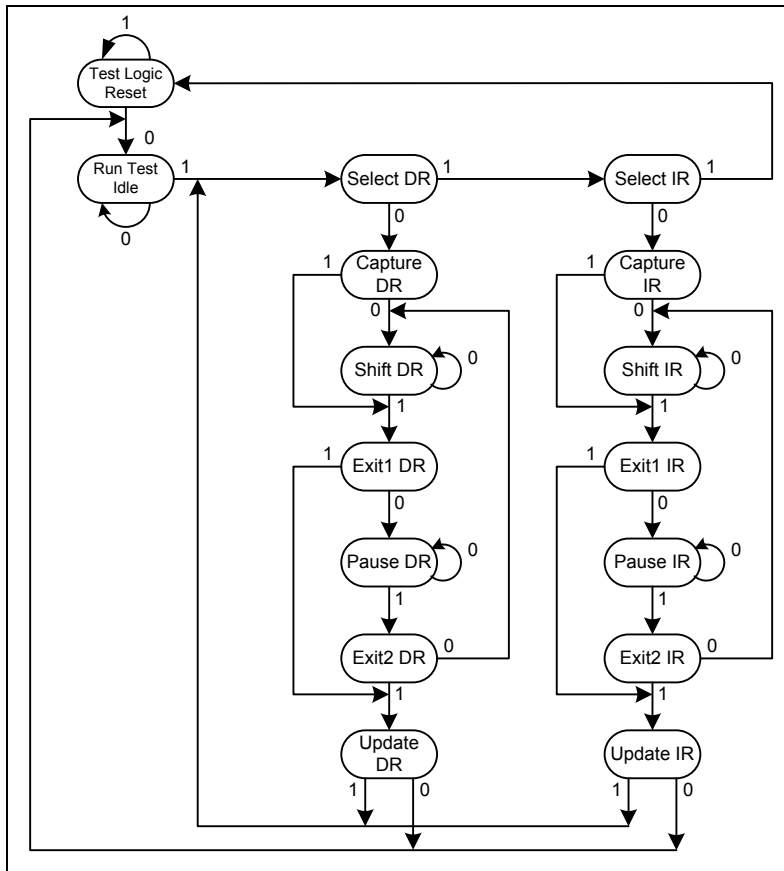 1
Test Logic
Reset
0
Run Test
Idle
1
0
Select DR
1
Select IR
1
0
0
1
Capture
DR
1
Capture
IR
0
0
Shift DR
0
Shift IR
0
1
1
1
Exit1 DR
1
Exit1 IR
0
0
Pause DR
0
Pause IR
0
1
1
Exit2 DR
0
Exit2 IR
0
1
1
Update
DR
Update IR
1
0
1
0